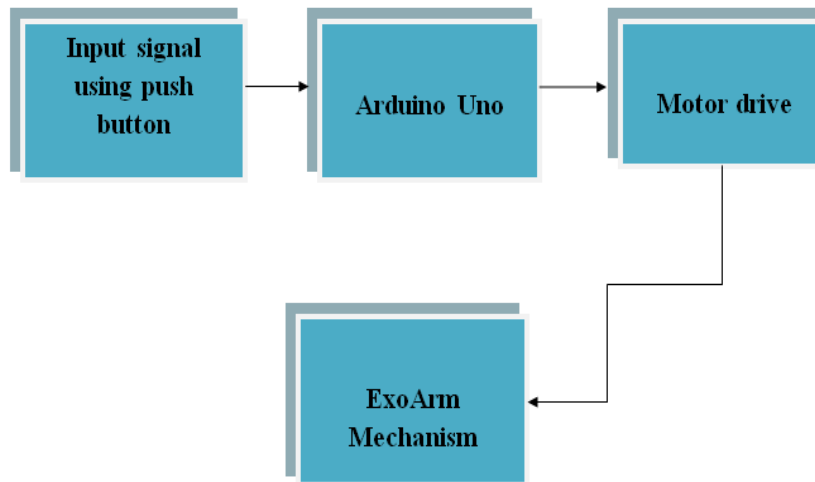 Input signal
using push
button
Arduino Uno
Motor drive
ExoArm
Mechanism